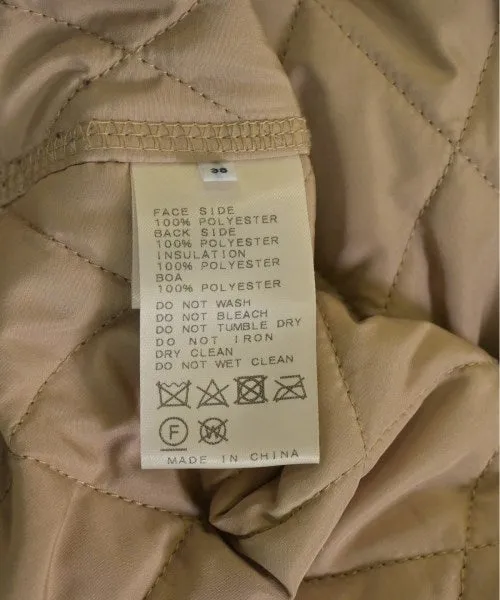 38
FACE SIDE
100% POLYESTER
BACK SIDE
100% POLYESTER
INSULATION
100% POLYESTER
BOA
100% POLYESTER
DO NOT WASH
DO NOT BLEACH
DO NOT TUMBLE DRY
DO NOT IRON
DRY CLEAN
DO NOT WET CLEAN
F W
MADE IN CHINA